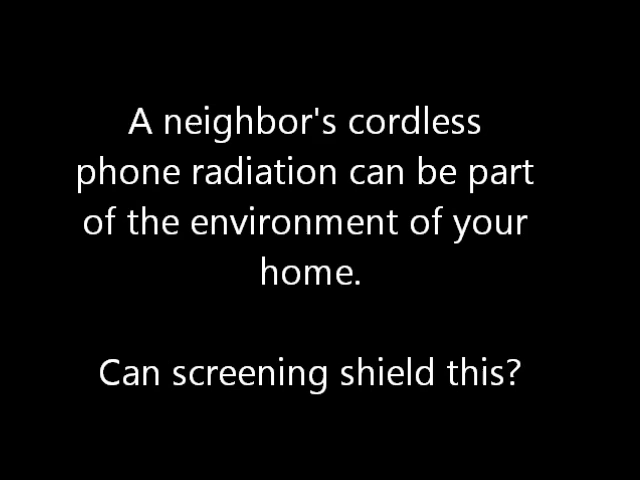 A neighbor's cordless
phone radiation can be part
of the environment of your
home.
Can screening shield this?